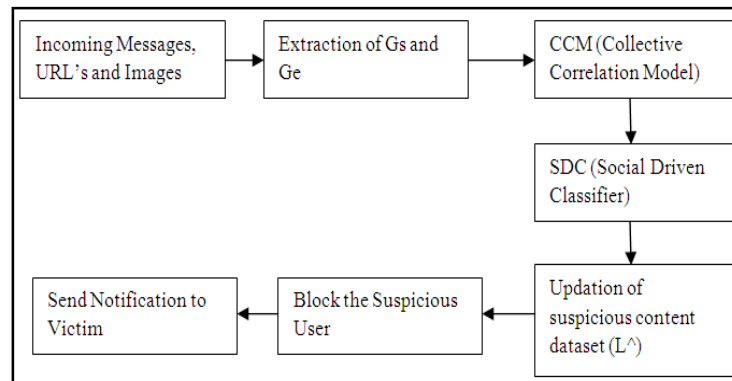 Incoming Messages,
URL's and Images
Extraction of Gs and
Ge
CCM (Collective
Correlation Model)
SDC (Social Driven
Classifier)
Updation of
suspicious content
dataset (L^)
Block the Suspicious
User
Send Notification to
Victim